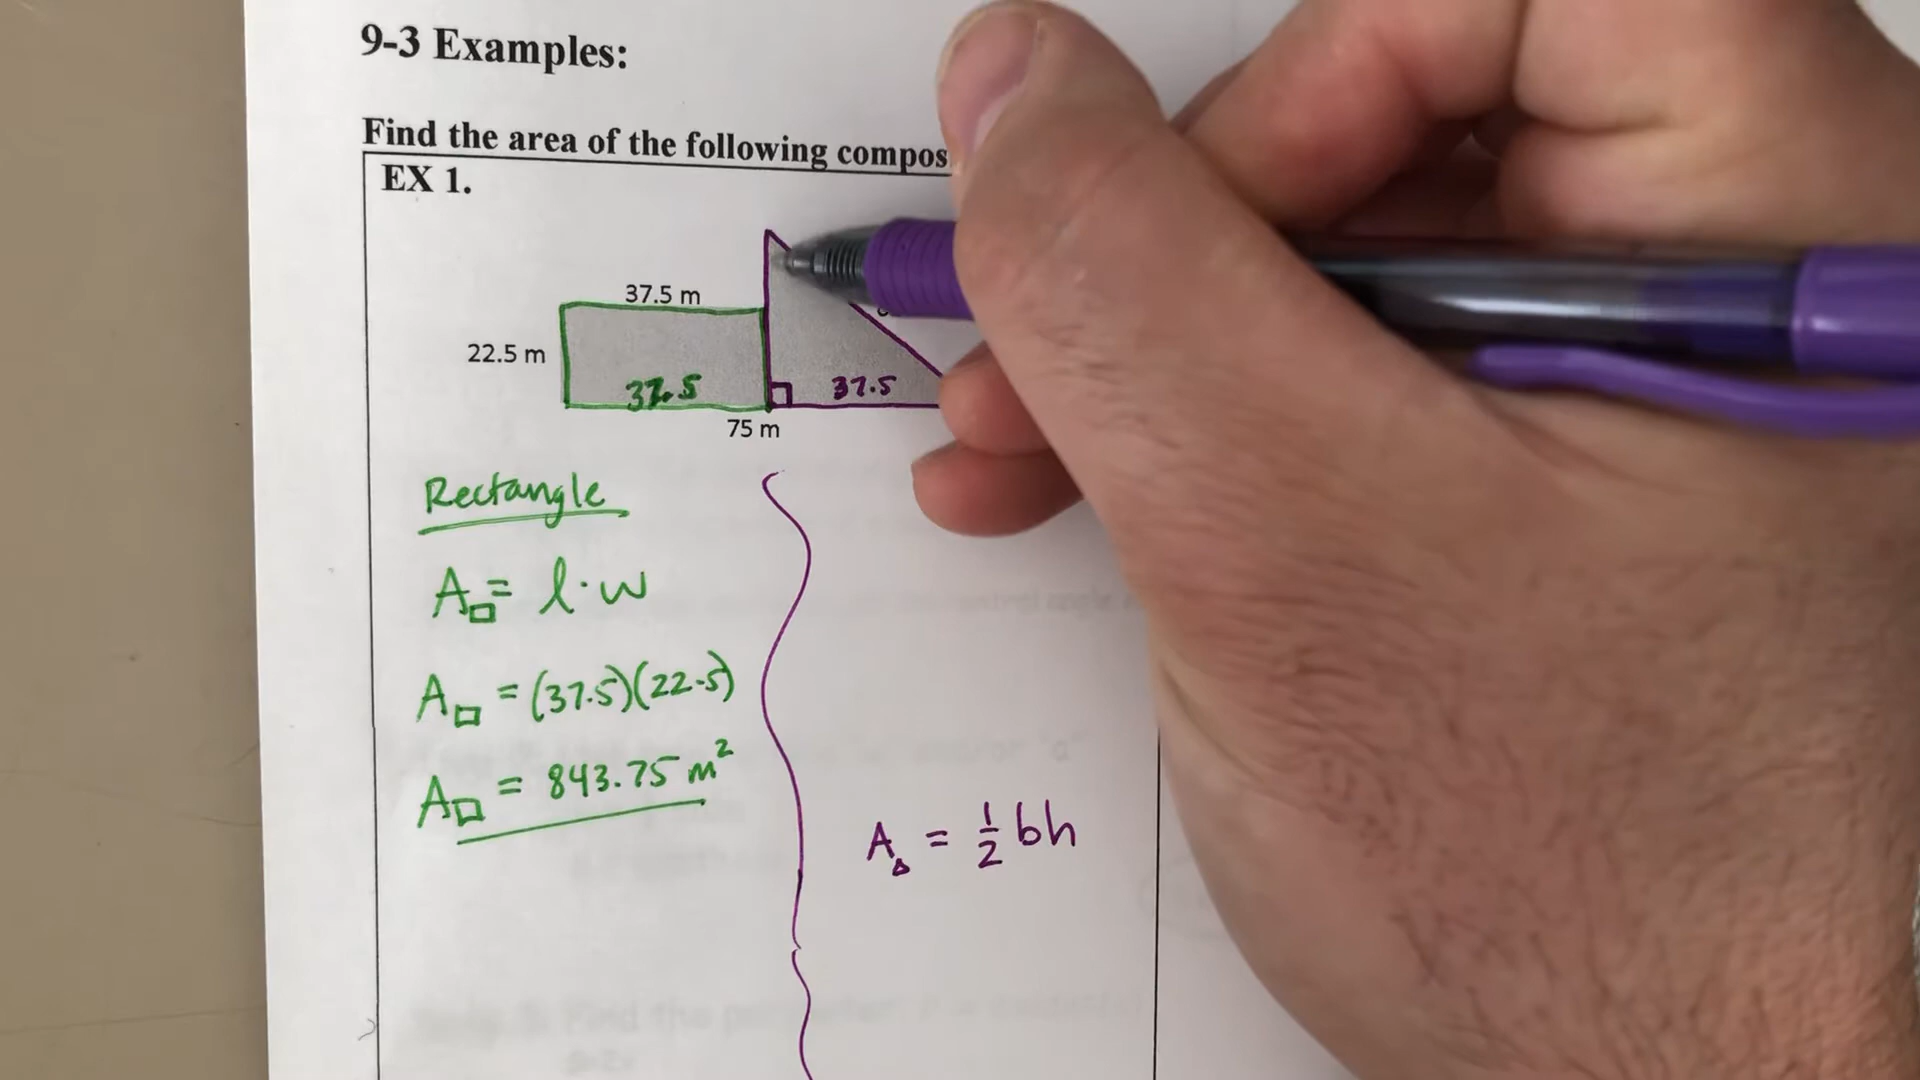 9-3 Examples:
Find the area of the following compos
EX 1.
37.5 m
22.5 m
37.5
37.5
75 m
Rectangle
A□ = l·w
A□ = (37.5)(22.5)
A□ = 843.75 m²
A△ = 1/2 bh